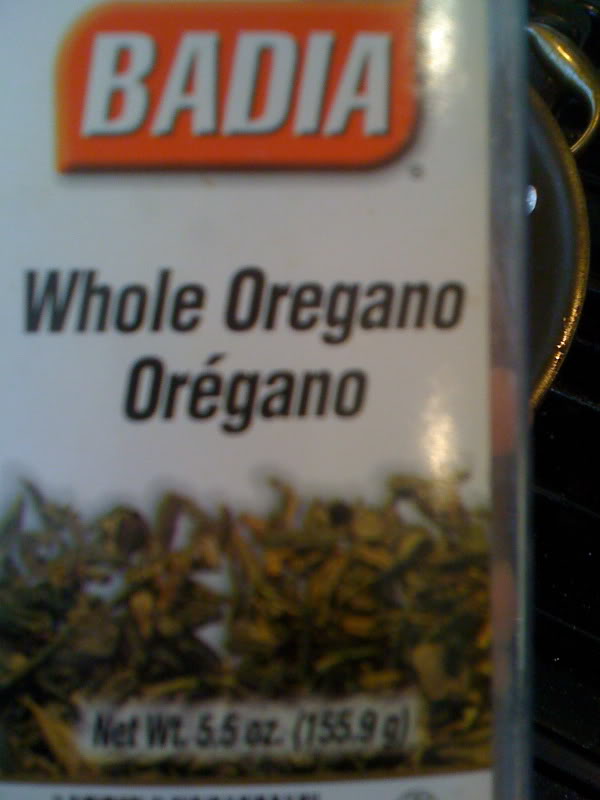 BADIA
Whole Oregano
Orégano
Net Wt. 5.5 oz. (155.9 g)